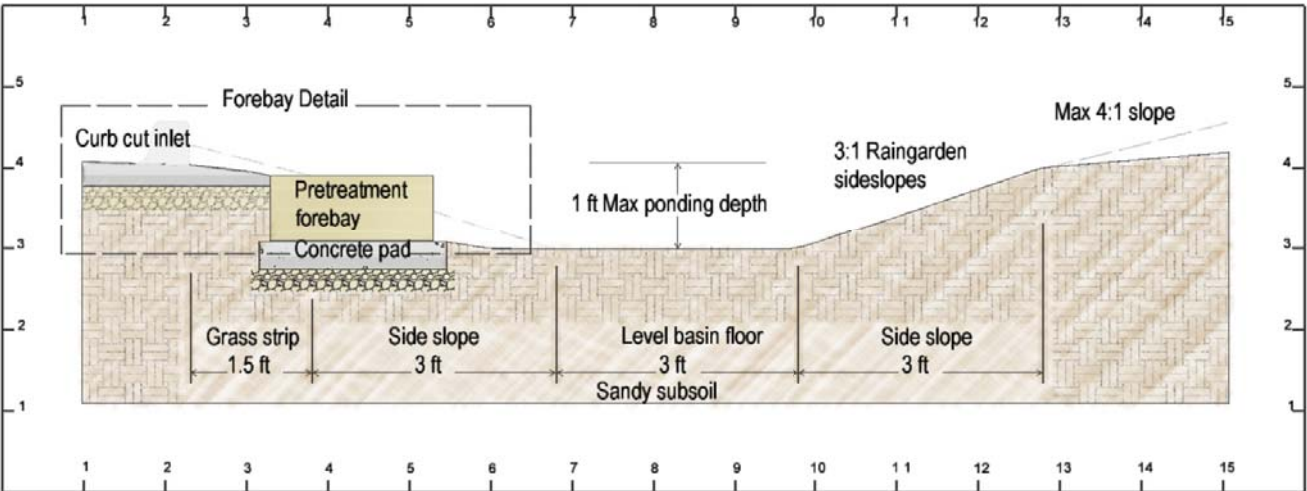 1 2 3 4 5 6 7 8 9 10 11 12 13 14 15
5 5
Forebay Detail
Max 4:1 slope
Curb cut inlet
3:1 Raingarden
sideslopes
4 4
Pretreatment
forebay
1 ft Max ponding depth
Concrete pad
3 3
2 2
Grass strip
1.5 ft
Side slope
3 ft
Level basin floor
3 ft
Side slope
3 ft
Sandy subsoil
1 1
1 2 3 4 5 6 7 8 9 10 11 12 13 14 15